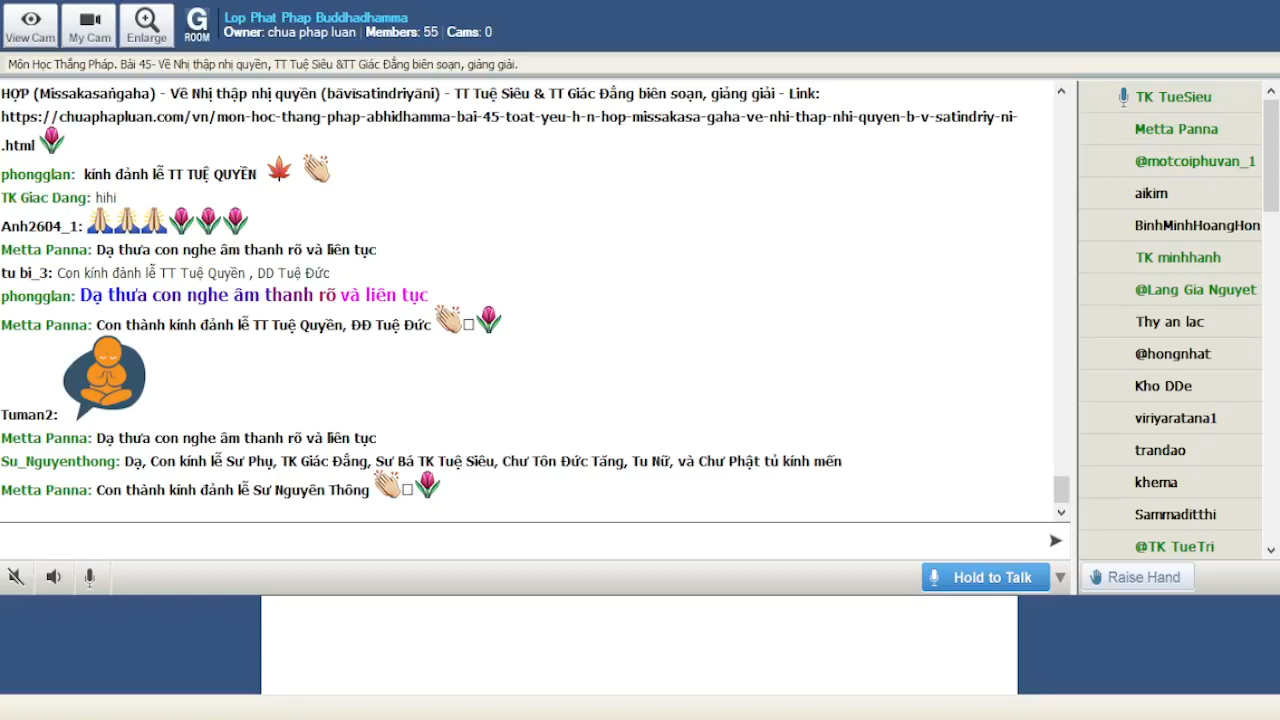 View Cam
My Cam
Enlarge
G
ROOM
Lop Phat Phap Buddhadhamma
Owner: chua phap luan | Members: 55 | Cams: 0
Môn Học Thắng Pháp. Bài 45- Về Nhị thập nhị quyền, TT Tuệ Siêu &TT Giác Đẳng biên soạn, giảng giải.
HỢP (Missakasaṅgaha) - Về Nhị thập nhị quyền (bāvīsatindriyāni) - TT Tuệ Siêu & TT Giác Đẳng biên soạn, giảng giải - Link:
https://chuaphapluan.com/vn/mon-hoc-thang-phap-abhidhamma-bai-45-toat-yeu-h-n-hop-missakasa-gaha-ve-nhi-thap-nhi-quyen-b-v-satindriy-ni-
.html
phongglan: kính đảnh lễ TT TUỆ QUYỀN
TK Giac Dang: hihi
Anh2604_1:
Metta Panna: Dạ thưa con nghe âm thanh rõ và liên tục
tu bi_3: Con kính đảnh lễ TT Tuệ Quyền , DD Tuệ Đức
phongglan: Dạ thưa con nghe âm thanh rõ và liên tục
Metta Panna: Con thành kính đảnh lễ TT Tuệ Quyền, ĐĐ Tuệ Đức
Tuman2:
Metta Panna: Dạ thưa con nghe âm thanh rõ và liên tục
Su_Nguyenthong: Dạ, Con kính lễ Sư Phụ, TK Giác Đẳng, Sư Bá TK Tuệ Siêu, Chư Tôn Đức Tăng, Tu Nữ, và Chư Phật tủ kính mến
Metta Panna: Con thành kính đảnh lễ Sư Nguyên Thông
TK TueSieu
Metta Panna
@motcoiphuvan_1
aikim
BinhMinhHoangHon
TK minhhanh
@Lang Gia Nguyet
Thy an lac
@hongnhat
Kho DDe
viriyaratana1
trandao
khema
Sammaditthi
@TK TueTri
Hold to Talk
Raise Hand